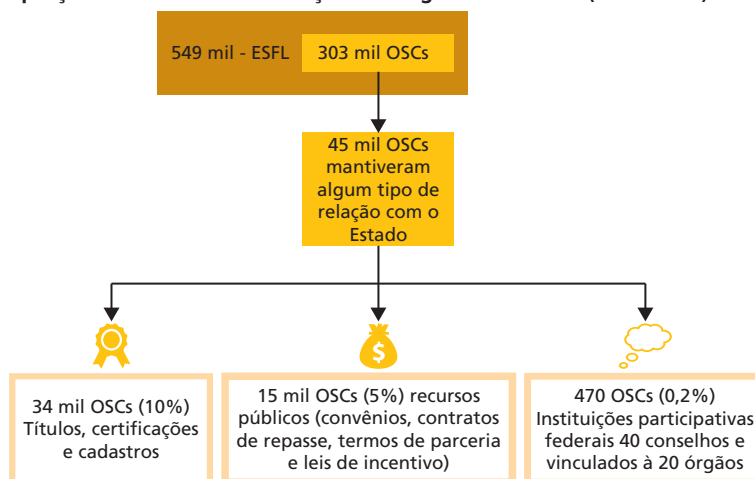 549 mil - ESFL
303 mil OSCs
45 mil OSCs
mantiveram
algum tipo de
relação com o
Estado
$
34 mil OSCs (10%)
Títulos, certificações
e cadastros
15 mil OSCs (5%) recursos
públicos (convênios, contratos
de repasse, termos de parceria
e leis de incentivo)
470 OSCs (0,2%)
Instituições participativas
federais 40 conselhos e
vinculados à 20 órgãos